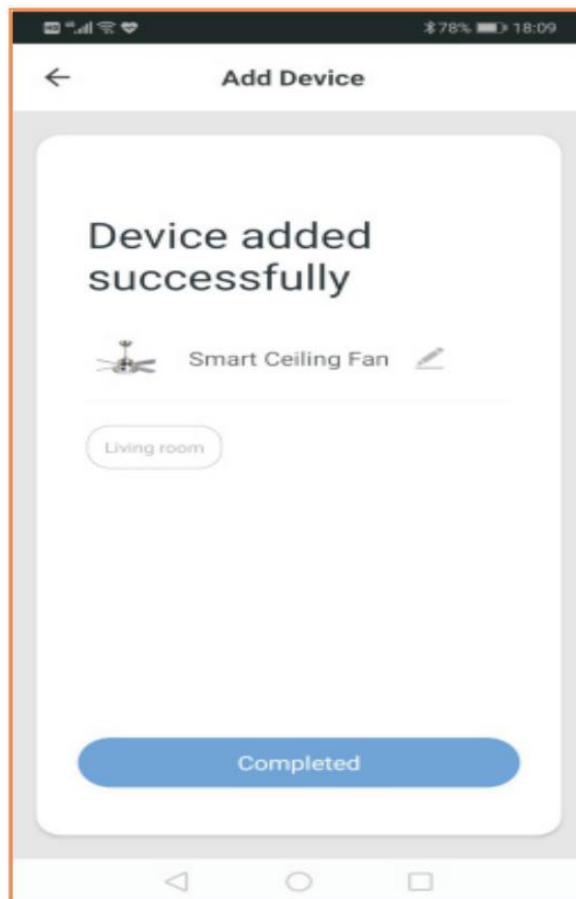 78% 18:09
Add Device
Device added
successfully
Smart Ceiling Fan
Living room
Completed